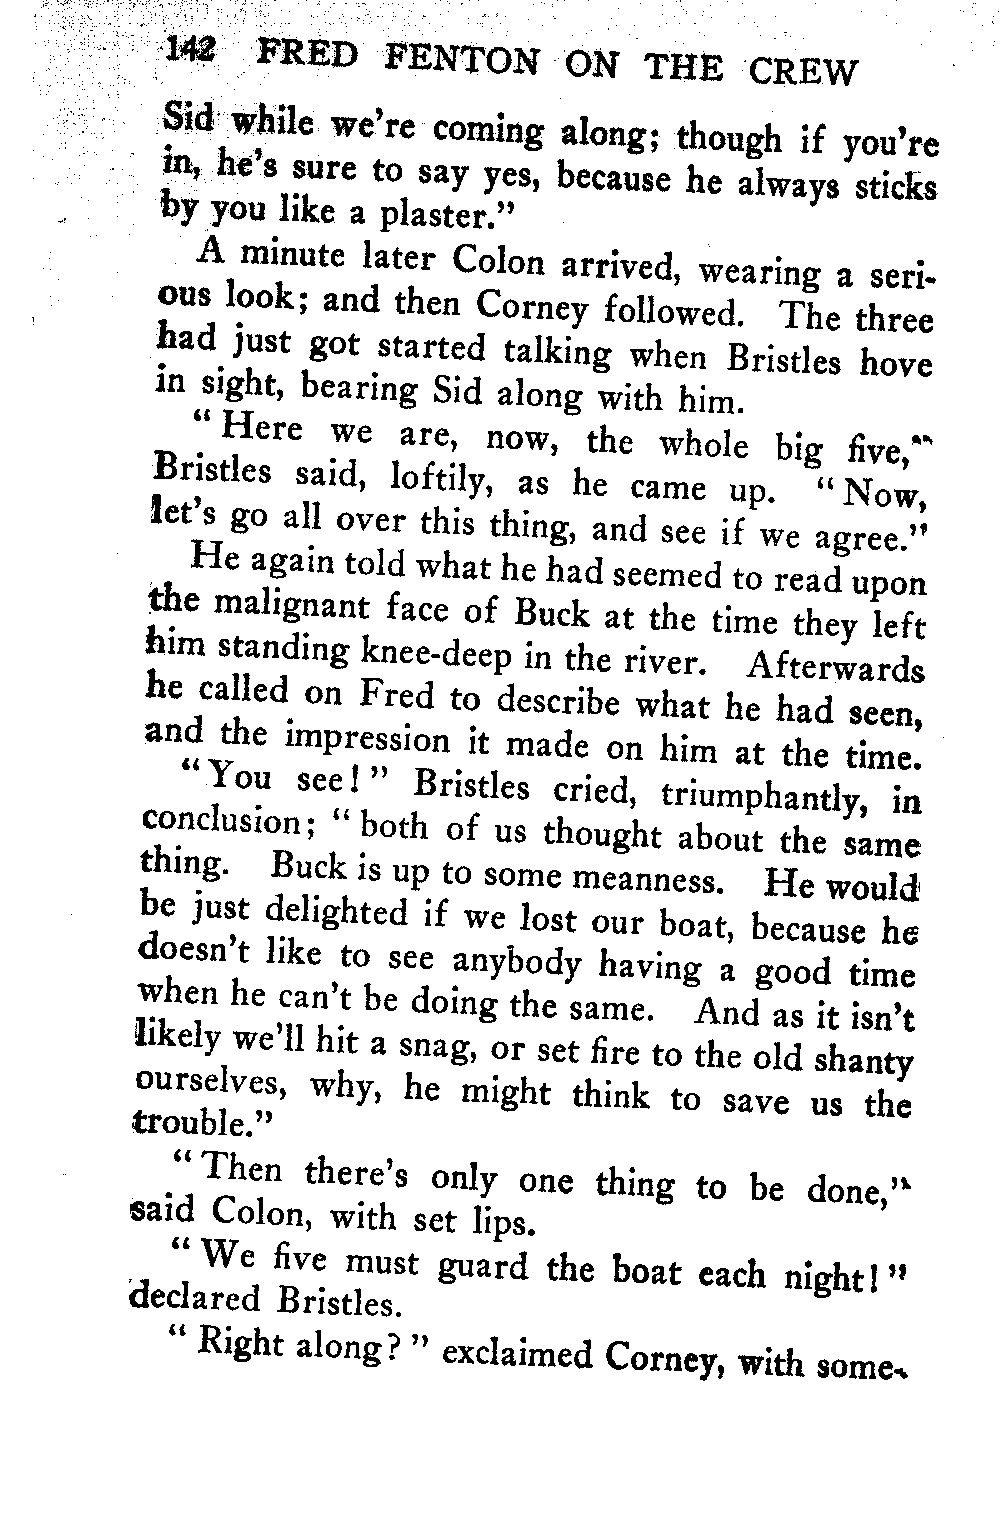 142 FRED FENTON ON THE CREW
Sid while we're coming along; though if you're
in, he's sure to say yes, because he always sticks
by you like a plaster."
A minute later Colon arrived, wearing a seri-
ous look; and then Corney followed. The three
had just got started talking when Bristles hove
in sight, bearing Sid along with him.
"Here we are, now, the whole big five,"
Bristles said, loftily, as he came up. "Now,
let's go all over this thing, and see if we agree."
He again told what he had seemed to read upon
the malignant face of Buck at the time they left
him standing knee-deep in the river. Afterwards
he called on Fred to describe what he had seen,
and the impression it made on him at the time.
"You see!" Bristles cried, triumphantly, in
conclusion; "both of us thought about the same
thing. Buck is up to some meanness. He would
be just delighted if we lost our boat, because he
doesn't like to see anybody having a good time
when he can't be doing the same. And as it isn't
likely we'll hit a snag, or set fire to the old shanty
ourselves, why, he might think to save us the
trouble."
"Then there's only one thing to be done,"
said Colon, with set lips.
"We five must guard the boat each night!"
declared Bristles.
"Right along?" exclaimed Corney, with some-